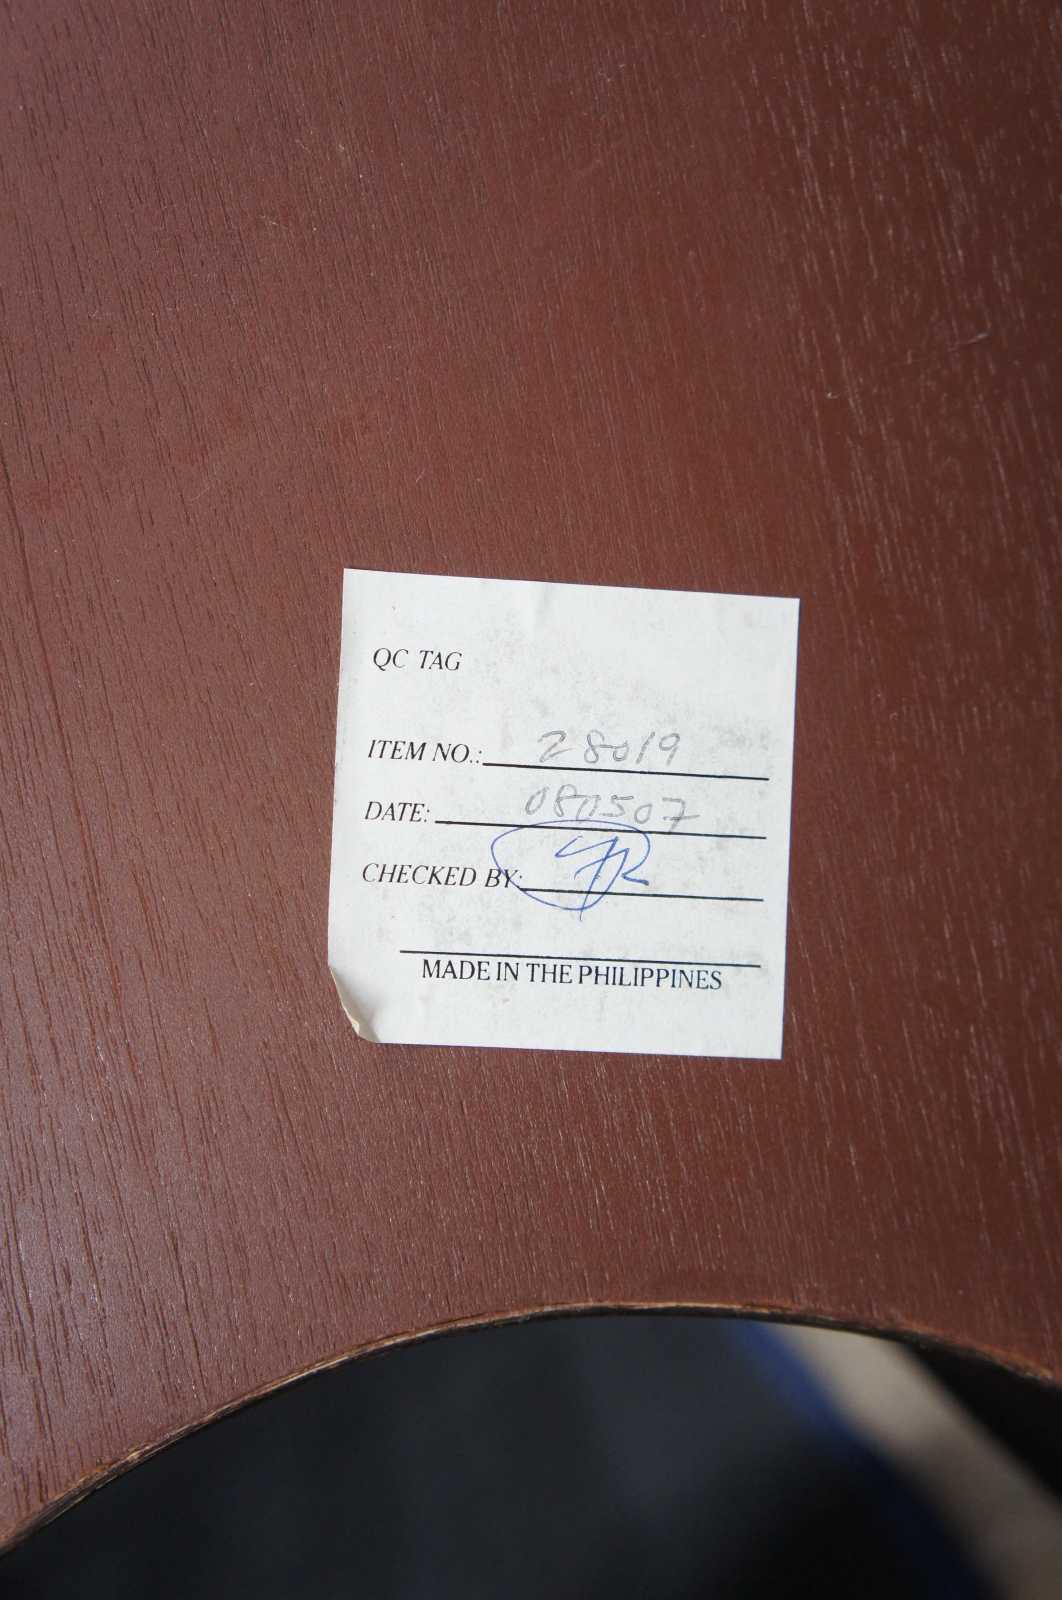 QC TAG
ITEM NO.: 28019
DATE: 080507
CHECKED BY:
MADE IN THE PHILIPPINES